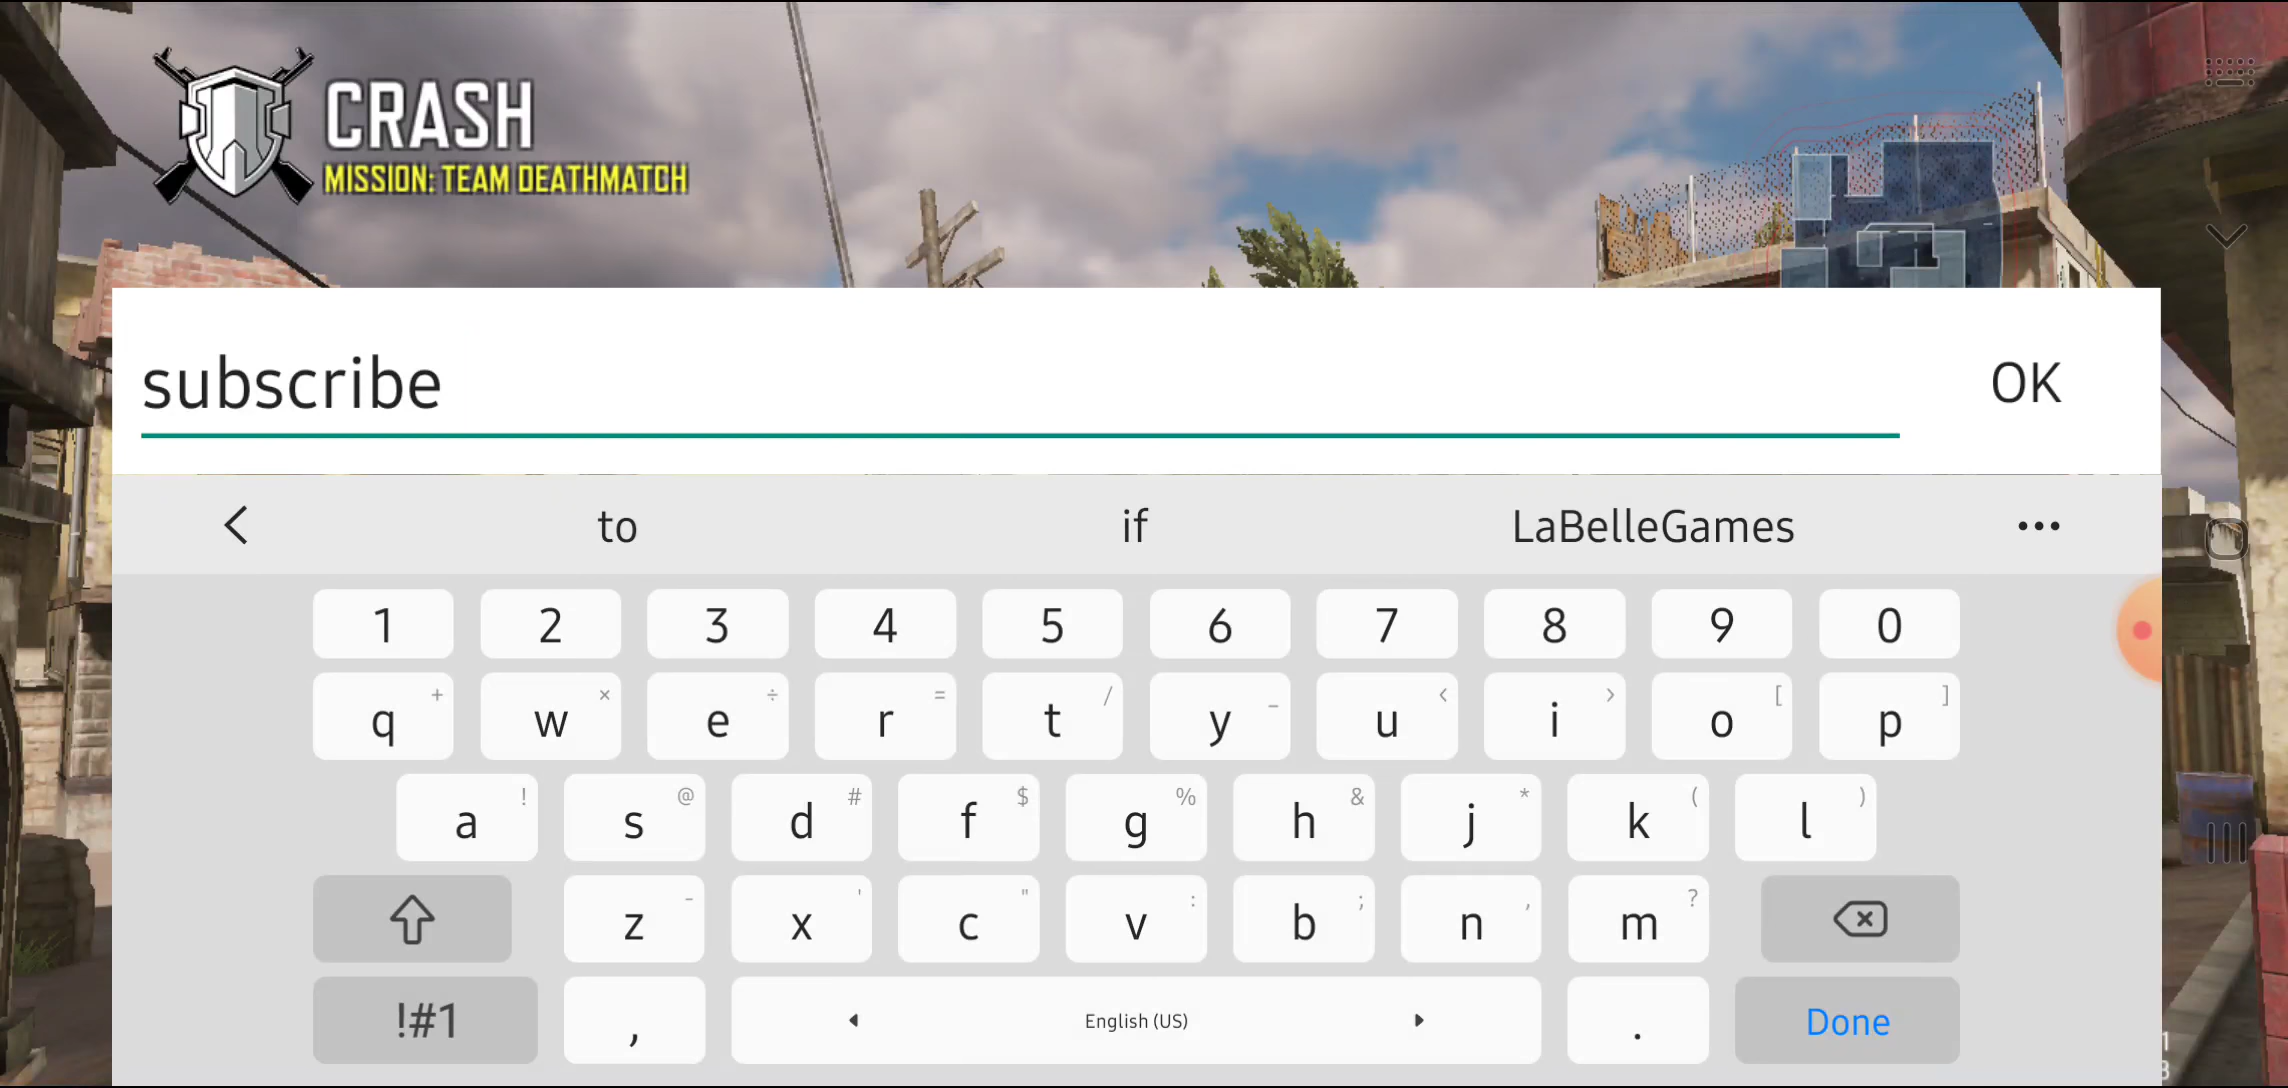 CRASH
MISSION: TEAM DEATHMATCH
subscribe
OK
to if LaBelleGames
1 2 3 4 5 6 7 8 9 0
q + w × e ÷ r = t / y _ u < i > o [ p ]
a ! s @ d # f $ g % h & j * k ( l )
z - x ' c " v : b ; n , m ?
!#1 , English (US) . Done